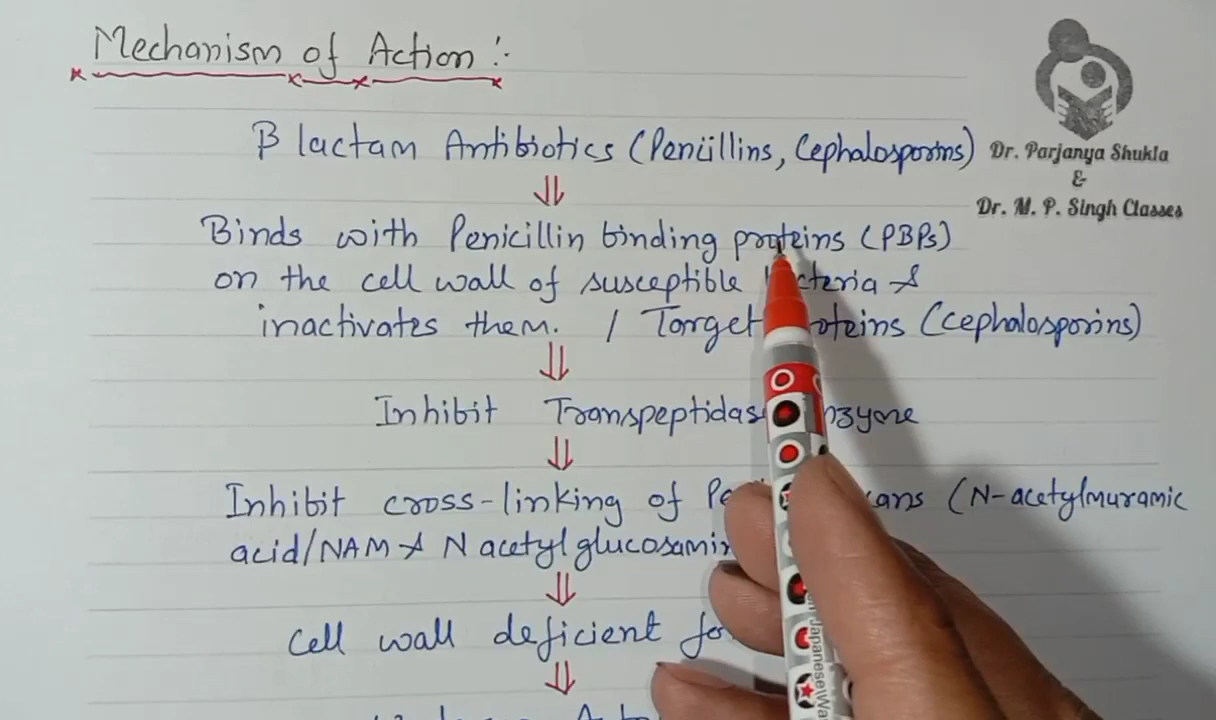 Mechanism of Action :-
β lactam Antibiotics (Penicillins, Cephalosporins)
Dr. Parjanya Shukla
&
Dr. M. P. Singh Classes
Binds with Penicillin binding proteins (PBPs)
on the cell wall of susceptible &
inactivates them. / Target (cephalosporins)
Inhibit
Inhibit cross-linking of (N-acetylmuramic
acid/NAM & N acetyl
Cell wall deficient